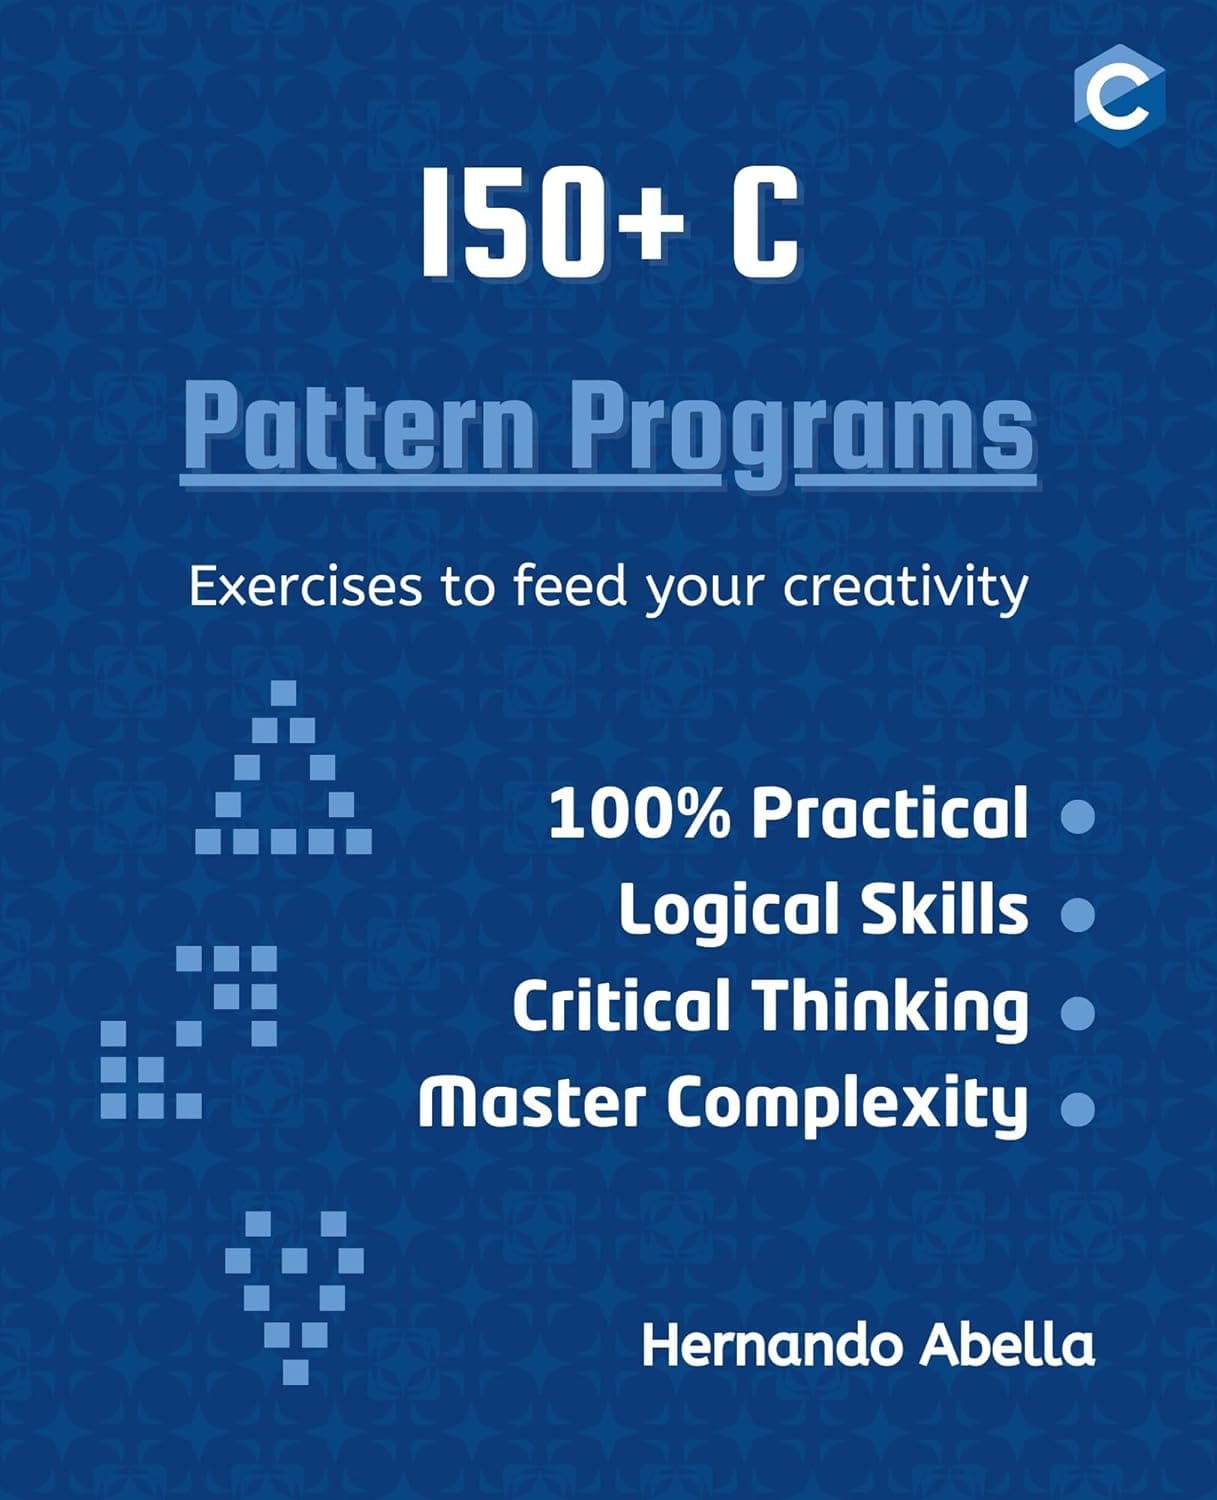 C
150+ C
Pattern Programs
Exercises to feed your creativity
100% Practical
Logical Skills
Critical Thinking
Master Complexity
Hernando Abella